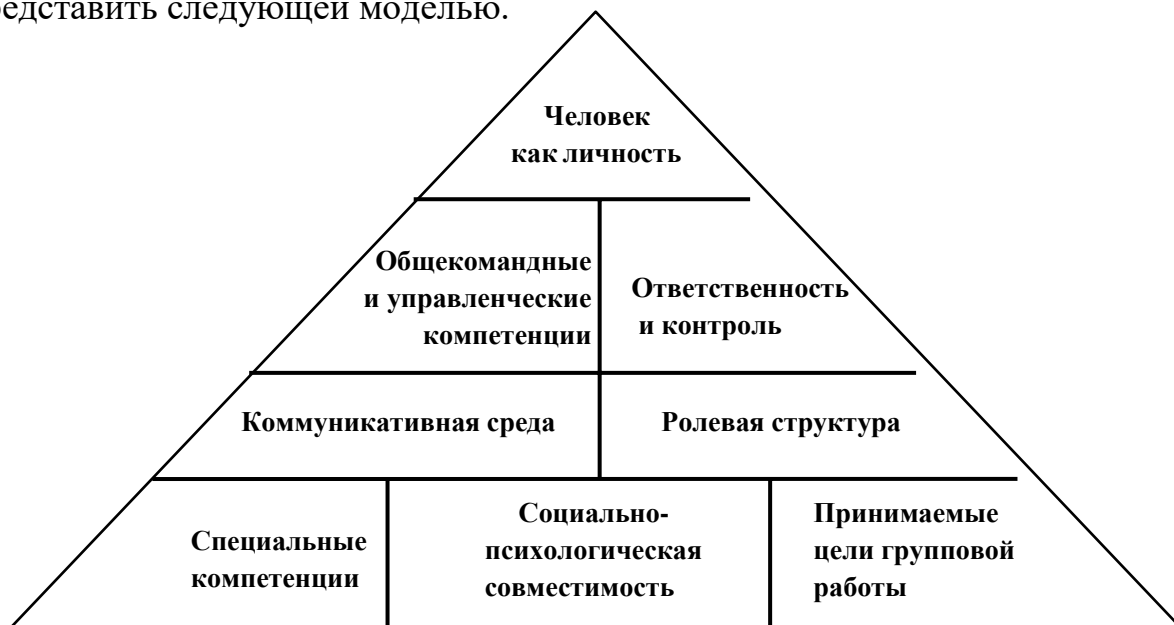 редставить следующей моделью.
Человек
как личность
Общекомандные
и управленческие
компетенции
Ответственность
и контроль
Коммуникативная среда
Ролевая структура
Специальные
компетенции
Социально-
психологическая
совместимость
Принимаемые
цели групповой
работы